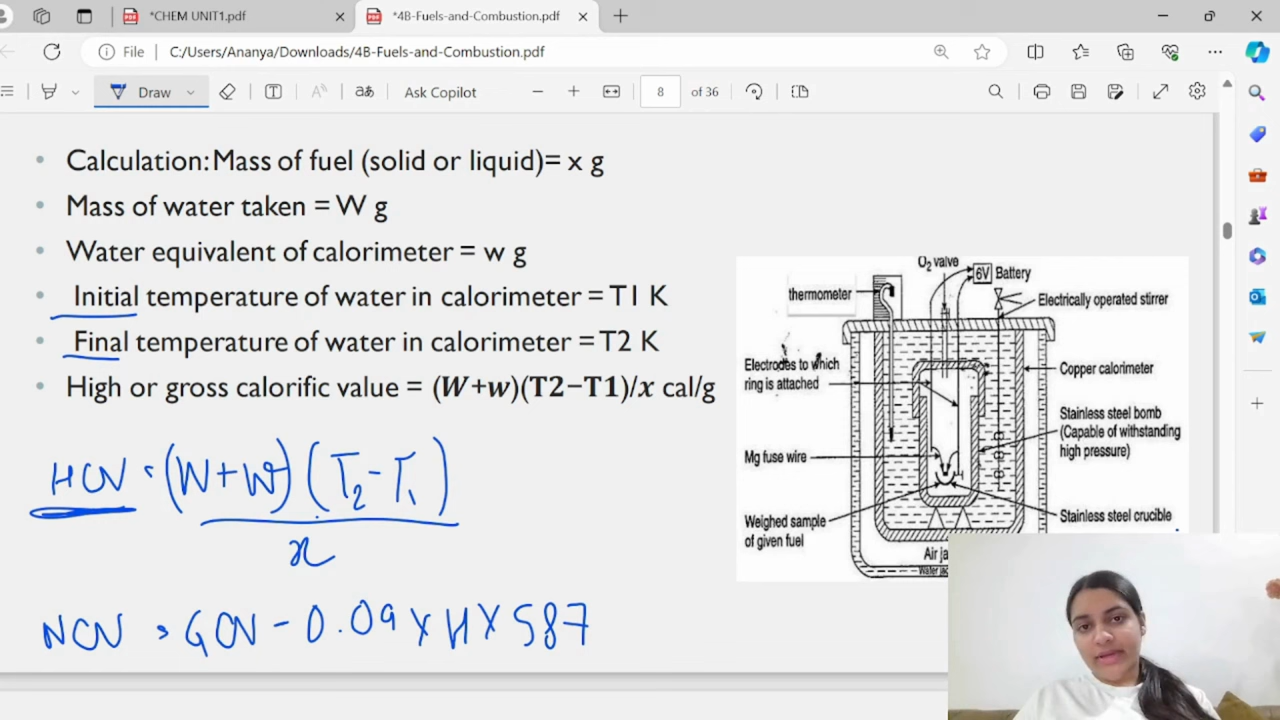 *CHEM UNIT1.pdf
*4B-Fuels-and-Combustion.pdf
File | C:/Users/Ananya/Downloads/4B-Fuels-and-Combustion.pdf
Draw
aあ
Ask Copilot
8 of 36
• Calculation: Mass of fuel (solid or liquid)= x g
• Mass of water taken = W g
• Water equivalent of calorimeter = w g
• Initial temperature of water in calorimeter = T1 K
• Final temperature of water in calorimeter = T2 K
• High or gross calorific value = (W+w)(T2−T1)/x cal/g
O₂ valve
6V Battery
thermometer
Electrically operated stirrer
Electrodes to which
ring is attached
Copper calorimeter
Stainless steel bomb
(Capable of withstanding
high pressure)
Mg fuse wire
Weighed sample
of given fuel
Stainless steel crucible
Air ja
HCV = (W+w) (T₂-T₁)
x
NCV = GCV - 0.09 X H X 587